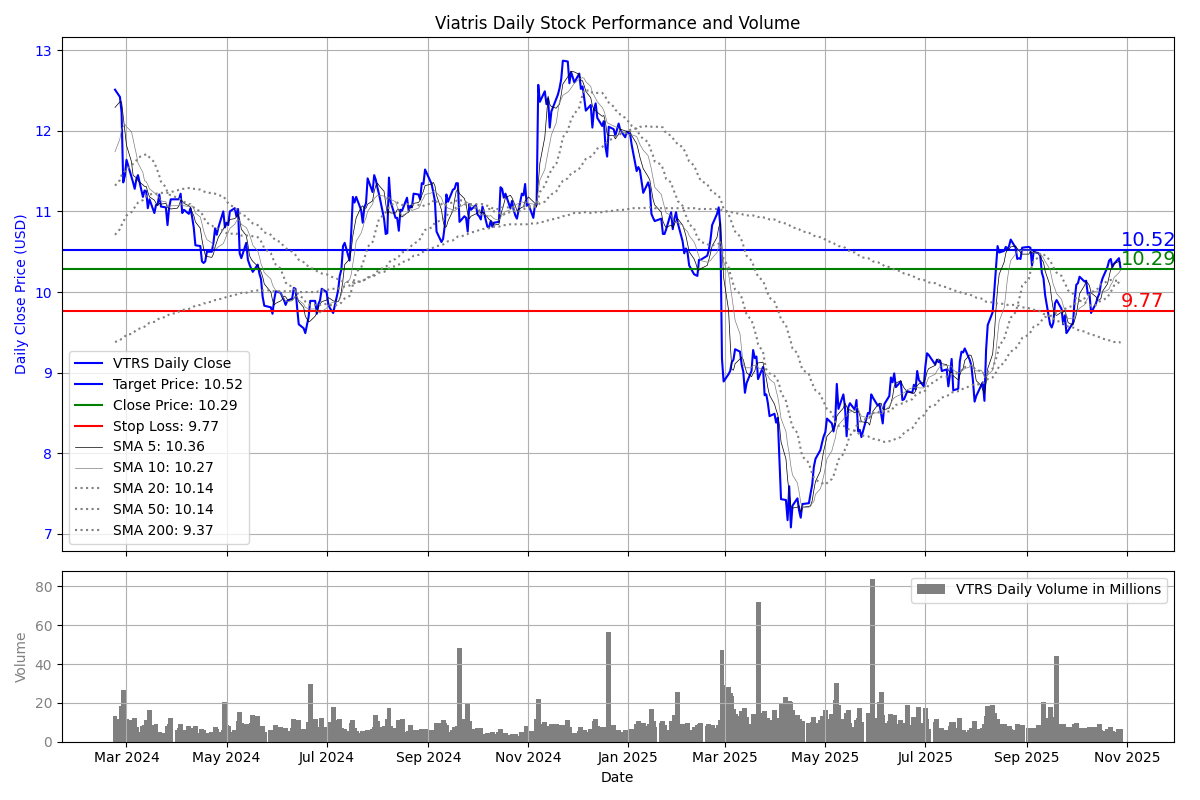 Viatris Daily Stock Performance and Volume
Daily Close Price (USD)
13
12
11
10
9
8
7
10.52
10.29
9.77
VTRS Daily Close
Target Price: 10.52
Close Price: 10.29
Stop Loss: 9.77
SMA 5: 10.36
SMA 10: 10.27
SMA 20: 10.14
SMA 50: 10.14
SMA 200: 9.37
Volume
80
60
40
20
0
VTRS Daily Volume in Millions
Mar 2024 May 2024 Jul 2024 Sep 2024 Nov 2024 Jan 2025 Mar 2025 May 2025 Jul 2025 Sep 2025 Nov 2025
Date